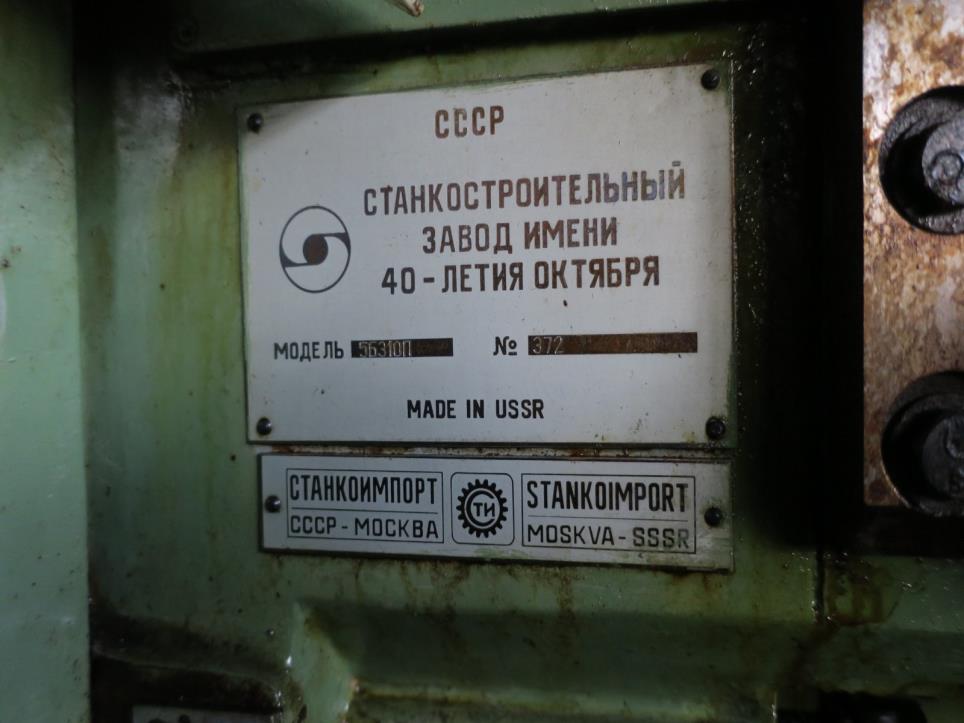 СССР
СТАНКОСТРОИТЕЛЬНЫЙ
ЗАВОД ИМЕНИ
40-ЛЕТИЯ ОКТЯБРЯ
МОДЕЛЬ 5Б310П № 372
MADE IN USSR
СТАНКОИМПОРТ СТИ STANKOIMPORT
СССР-МОСКВА MOSKVA-SSSR